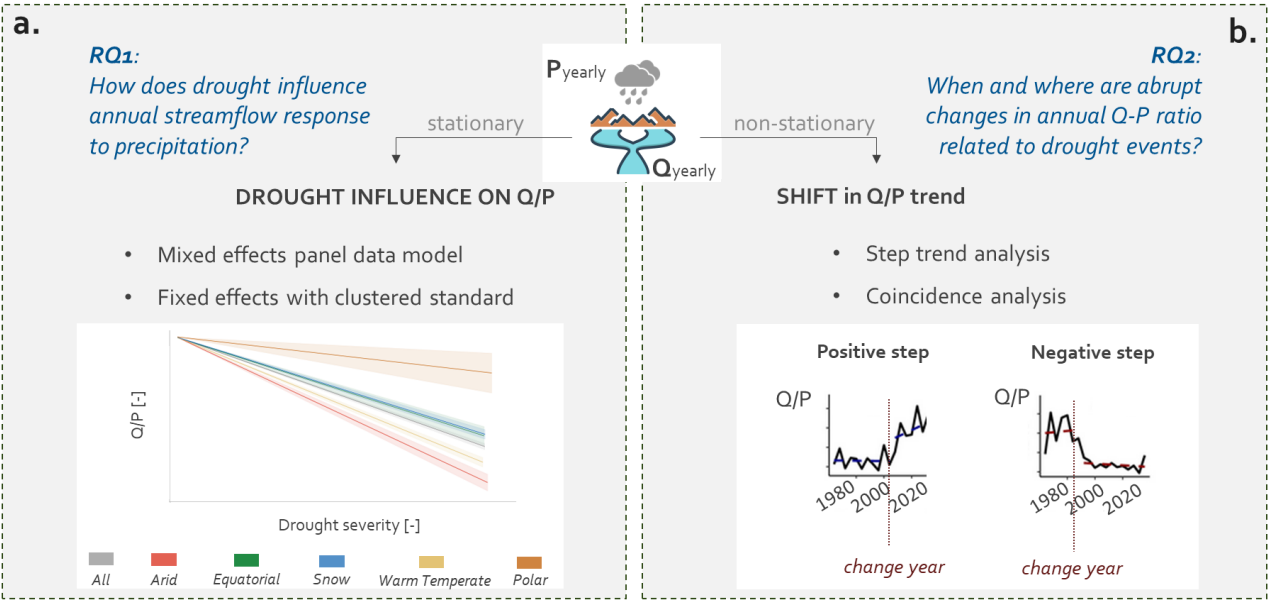 a.
RQ1:
How does drought influence
annual streamflow response
to precipitation?
stationary
DROUGHT INFLUENCE ON Q/P
• Mixed effects panel data model
• Fixed effects with clustered standard
Q/P [-]
Drought severity [-]
All Arid Equatorial Snow Warm Temperate Polar
Pyearly
Qyearly
b.
RQ2:
When and where are abrupt
changes in annual Q-P ratio
related to drought events?
non-stationary
SHIFT in Q/P trend
• Step trend analysis
• Coincidence analysis
Positive step
Q/P
1980 2000 2020
change year
Negative step
Q/P
1980 2000 2020
change year